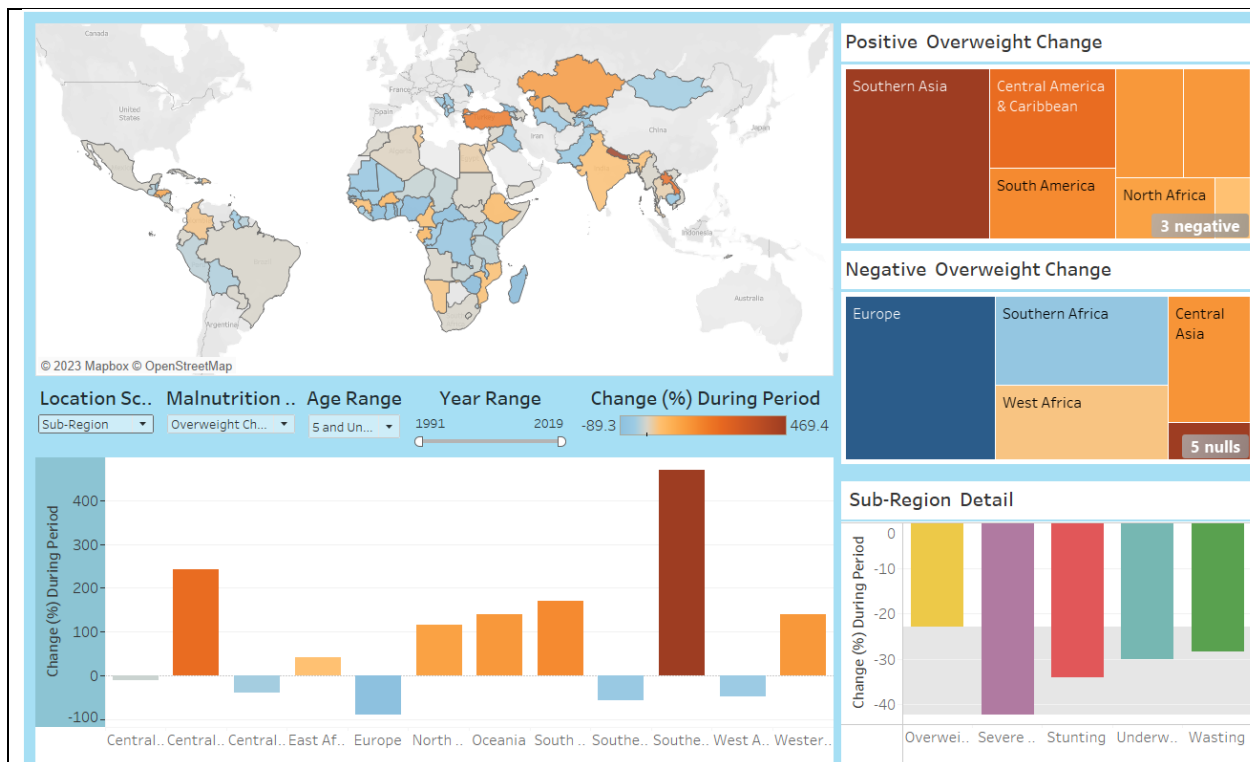 Canada
United
States
France
Spain
Iran
China
Japan
Indonesia
Australia
Argentina
© 2023 Mapbox © OpenStreetMap
Positive Overweight Change
Southern Asia
Central America
& Caribbean
South America
North Africa
3 negative
Negative Overweight Change
Europe
Southern Africa
West Africa
Central
Asia
5 nulls
Location Sc..
Malnutrition ..
Age Range
Year Range
Change (%) During Period
Sub-Region
Overweight Ch...
5 and Un...
1991
2019
-89.3
469.4
Change (%) During Period
400
300
200
100
0
-100
Central..
Central..
Central..
East Af..
Europe
North ..
Oceania
South ..
Southe..
Southe..
West A..
Wester..
Sub-Region Detail
Change (%) During Period
0
-10
-20
-30
-40
Overwei..
Severe ..
Stunting
Underw..
Wasting